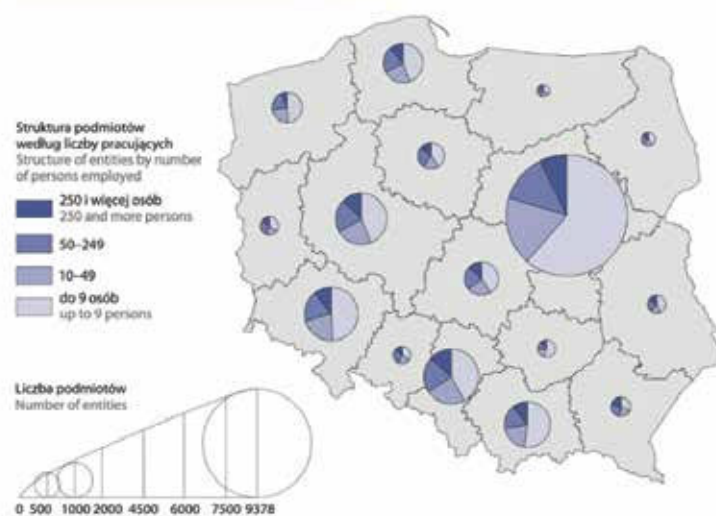 Struktura podmiotów
według liczby pracujących
Structure of entities by number
of persons employed
250 i więcej osób
250 and more persons
50–249
10–49
do 9 osób
up to 9 persons
Liczba podmiotów
Number of entities
0 500 1000 2000 4500 6000 7500 9378